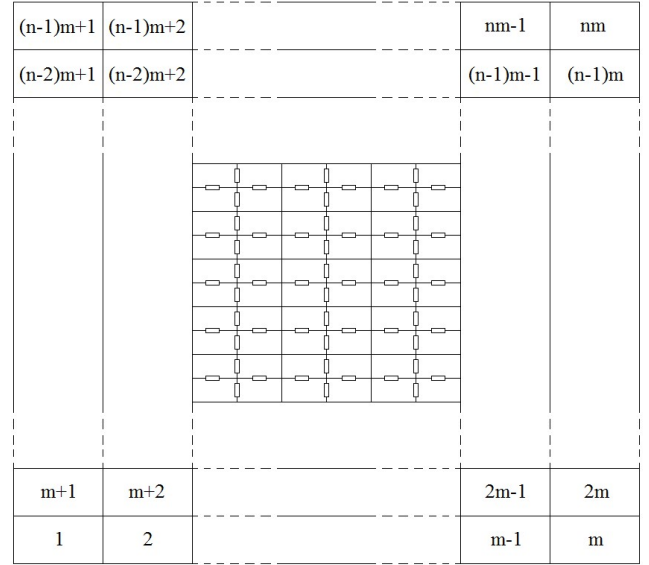 (n-1)m+1 (n-1)m+2 nm-1 nm
(n-2)m+1 (n-2)m+2 (n-1)m-1 (n-1)m
m+1 m+2 2m-1 2m
1 2 m-1 m